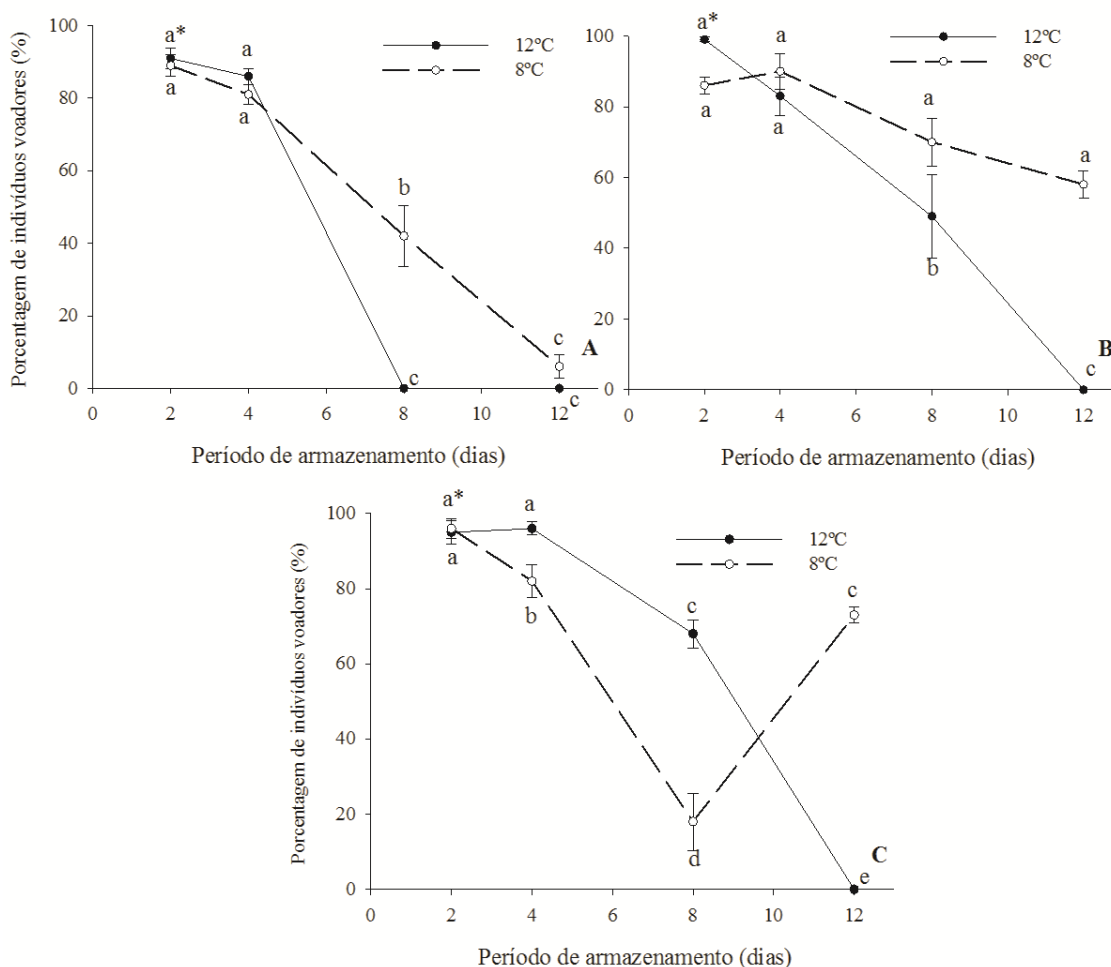 Porcentagem de indivíduos voadores (%)
100
80
60
40
20
0
a*
a
a
a
b
c
c
c
12ºC
8ºC
A
0 2 4 6 8 10 12
Período de armazenamento (dias)
100
80
60
40
20
0
a*
a
a
a
a
b
a
c
12ºC
8ºC
B
0 2 4 6 8 10 12
Período de armazenamento (dias)
Porcentagem de indivíduos voadores (%)
100
80
60
40
20
0
a*
a
a
b
c
d
c
e
12ºC
8ºC
C
0 2 4 6 8 10 12
Período de armazenamento (dias)